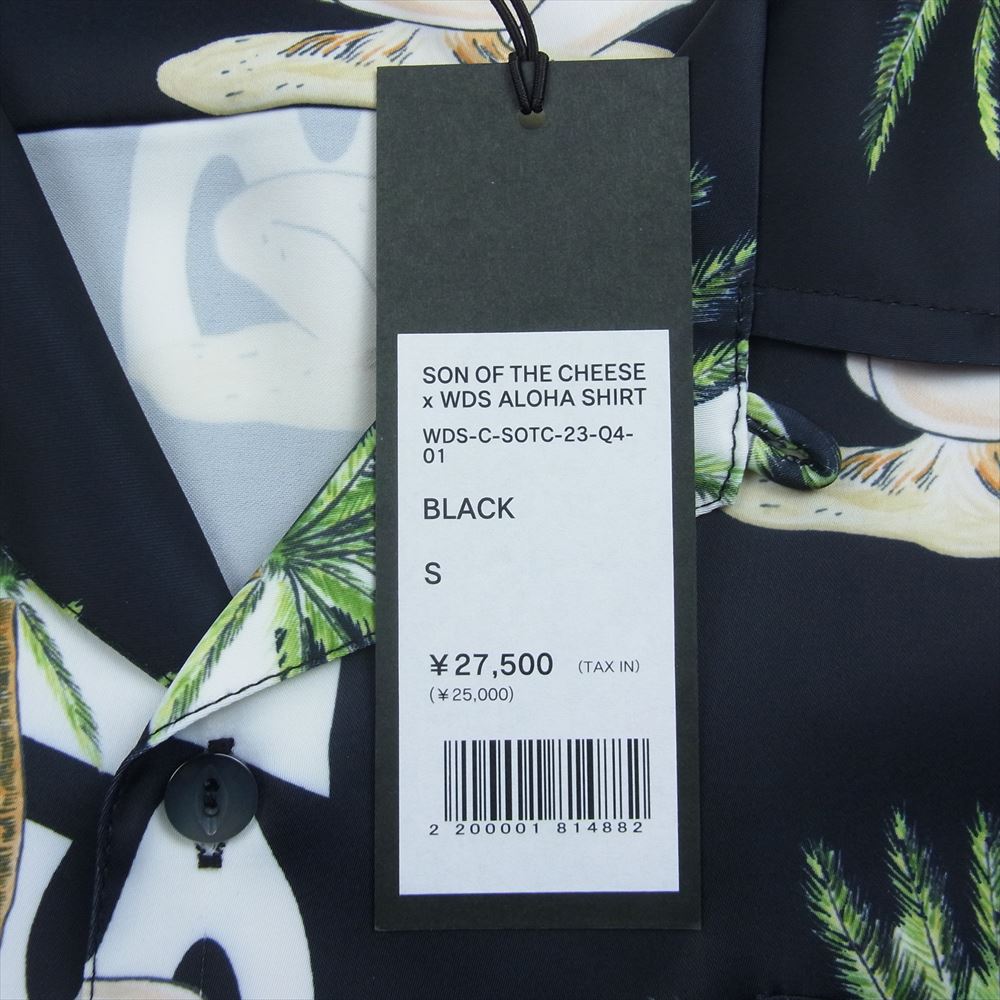 SON OF THE CHEESE
x WDS ALOHA SHIRT
WDS-C-SOTC-23-Q4-
01
BLACK
S
¥27,500 (TAX IN)
(¥25,000)
2 200001 814882